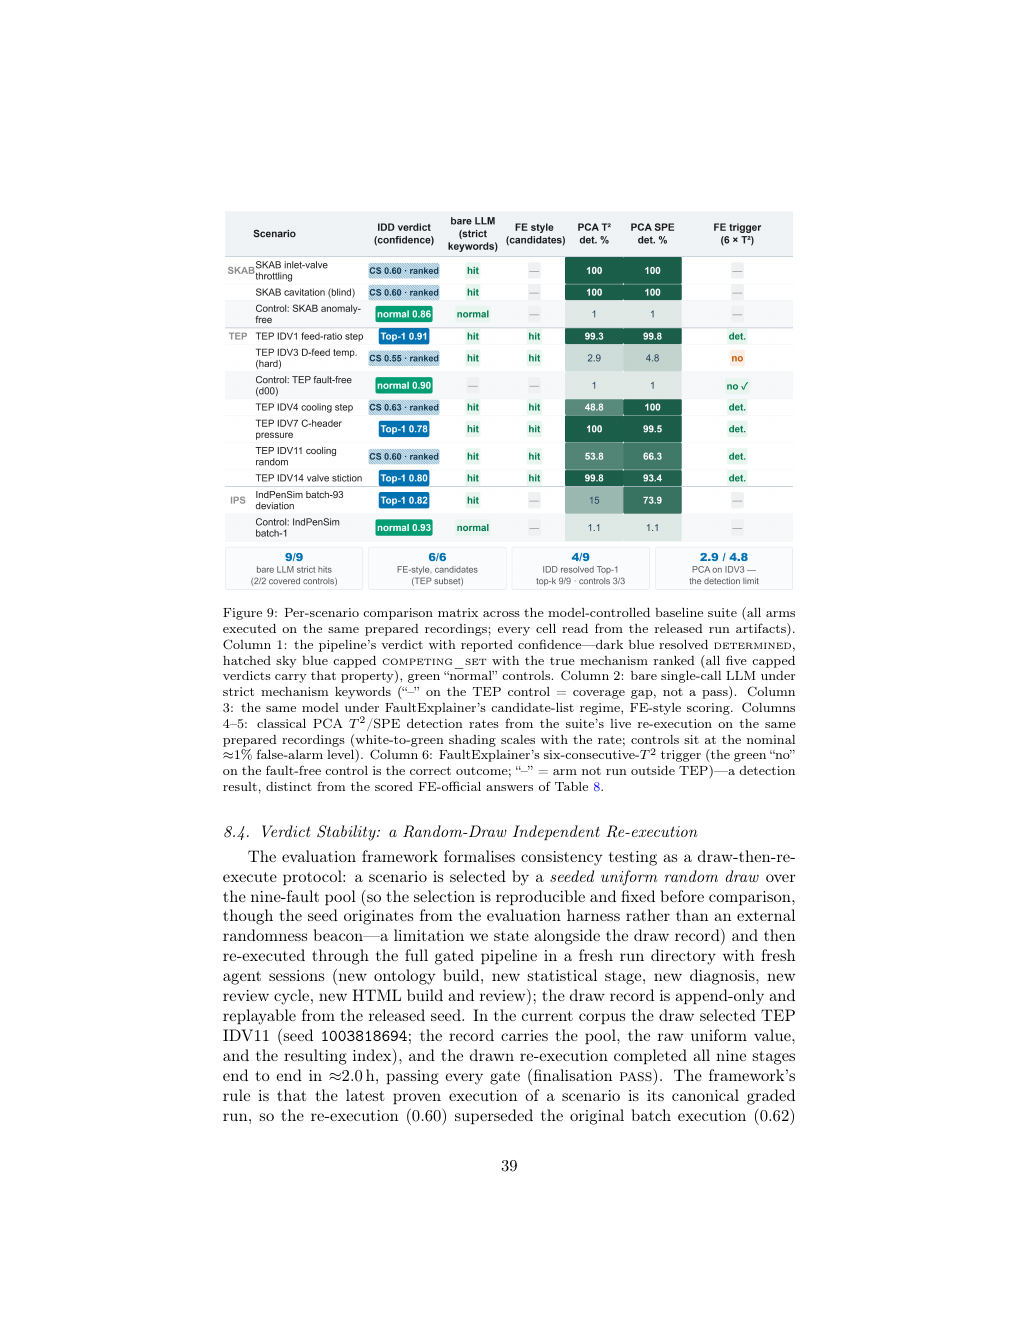 Scenario IDD verdict (confidence) bare LLM (strict keywords) FE style (candidates) PCA T² det. % PCA SPE det. % FE trigger (6 × T²)
SKAB SKAB inlet-valve throttling CS 0.60 · ranked hit — 100 100 —
SKAB cavitation (blind) CS 0.60 · ranked hit — 100 100 —
Control: SKAB anomaly-free normal 0.86 normal — 1 1 —
TEP TEP IDV1 feed-ratio step Top-1 0.91 hit hit 99.3 99.8 det.
TEP IDV3 D-feed temp. (hard) CS 0.55 · ranked hit hit 2.9 4.8 no
Control: TEP fault-free (d00) normal 0.90 — — 1 1 no ✓
TEP IDV4 cooling step CS 0.63 · ranked hit hit 48.8 100 det.
TEP IDV7 C-header pressure Top-1 0.78 hit hit 100 99.5 det.
TEP IDV11 cooling random CS 0.60 · ranked hit hit 53.8 66.3 det.
TEP IDV14 valve stiction Top-1 0.80 hit hit 99.8 93.4 det.
IPS IndPenSim batch-93 deviation Top-1 0.82 hit — 15 73.9 —
Control: IndPenSim batch-1 normal 0.93 normal — 1.1 1.1 —
9/9 6/6 4/9 2.9 / 4.8
bare LLM strict hits FE-style, candidates IDD resolved Top-1 PCA on IDV3 —
(2/2 covered controls) (TEP subset) top-k 9/9 · controls 3/3 the detection limit
Figure 9: Per-scenario comparison matrix across the model-controlled baseline suite (all arms
executed on the same prepared recordings; every cell read from the released run artifacts).
Column 1: the pipeline's verdict with reported confidence—dark blue resolved DETERMINED,
hatched sky blue capped COMPETING_SET with the true mechanism ranked (all five capped
verdicts carry that property), green "normal" controls. Column 2: bare single-call LLM under
strict mechanism keywords ("–" on the TEP control = coverage gap, not a pass). Column
3: the same model under FaultExplainer's candidate-list regime, FE-style scoring. Columns
4–5: classical PCA T²/SPE detection rates from the suite's live re-execution on the same
prepared recordings (white-to-green shading scales with the rate; controls sit at the nominal
≈1% false-alarm level). Column 6: FaultExplainer's six-consecutive-T² trigger (the green "no"
on the fault-free control is the correct outcome; "–" = arm not run outside TEP)—a detection
result, distinct from the scored FE-official answers of Table 8.
8.4. Verdict Stability: a Random-Draw Independent Re-execution
The evaluation framework formalises consistency testing as a draw-then-re-
execute protocol: a scenario is selected by a seeded uniform random draw over
the nine-fault pool (so the selection is reproducible and fixed before comparison,
though the seed originates from the evaluation harness rather than an external
randomness beacon—a limitation we state alongside the draw record) and then
re-executed through the full gated pipeline in a fresh run directory with fresh
agent sessions (new ontology build, new statistical stage, new diagnosis, new
review cycle, new HTML build and review); the draw record is append-only and
replayable from the released seed. In the current corpus the draw selected TEP
IDV11 (seed 1003818694; the record carries the pool, the raw uniform value,
and the resulting index), and the drawn re-execution completed all nine stages
end to end in ≈2.0 h, passing every gate (finalisation PASS). The framework's
rule is that the latest proven execution of a scenario is its canonical graded
run, so the re-execution (0.60) superseded the original batch execution (0.62)
39